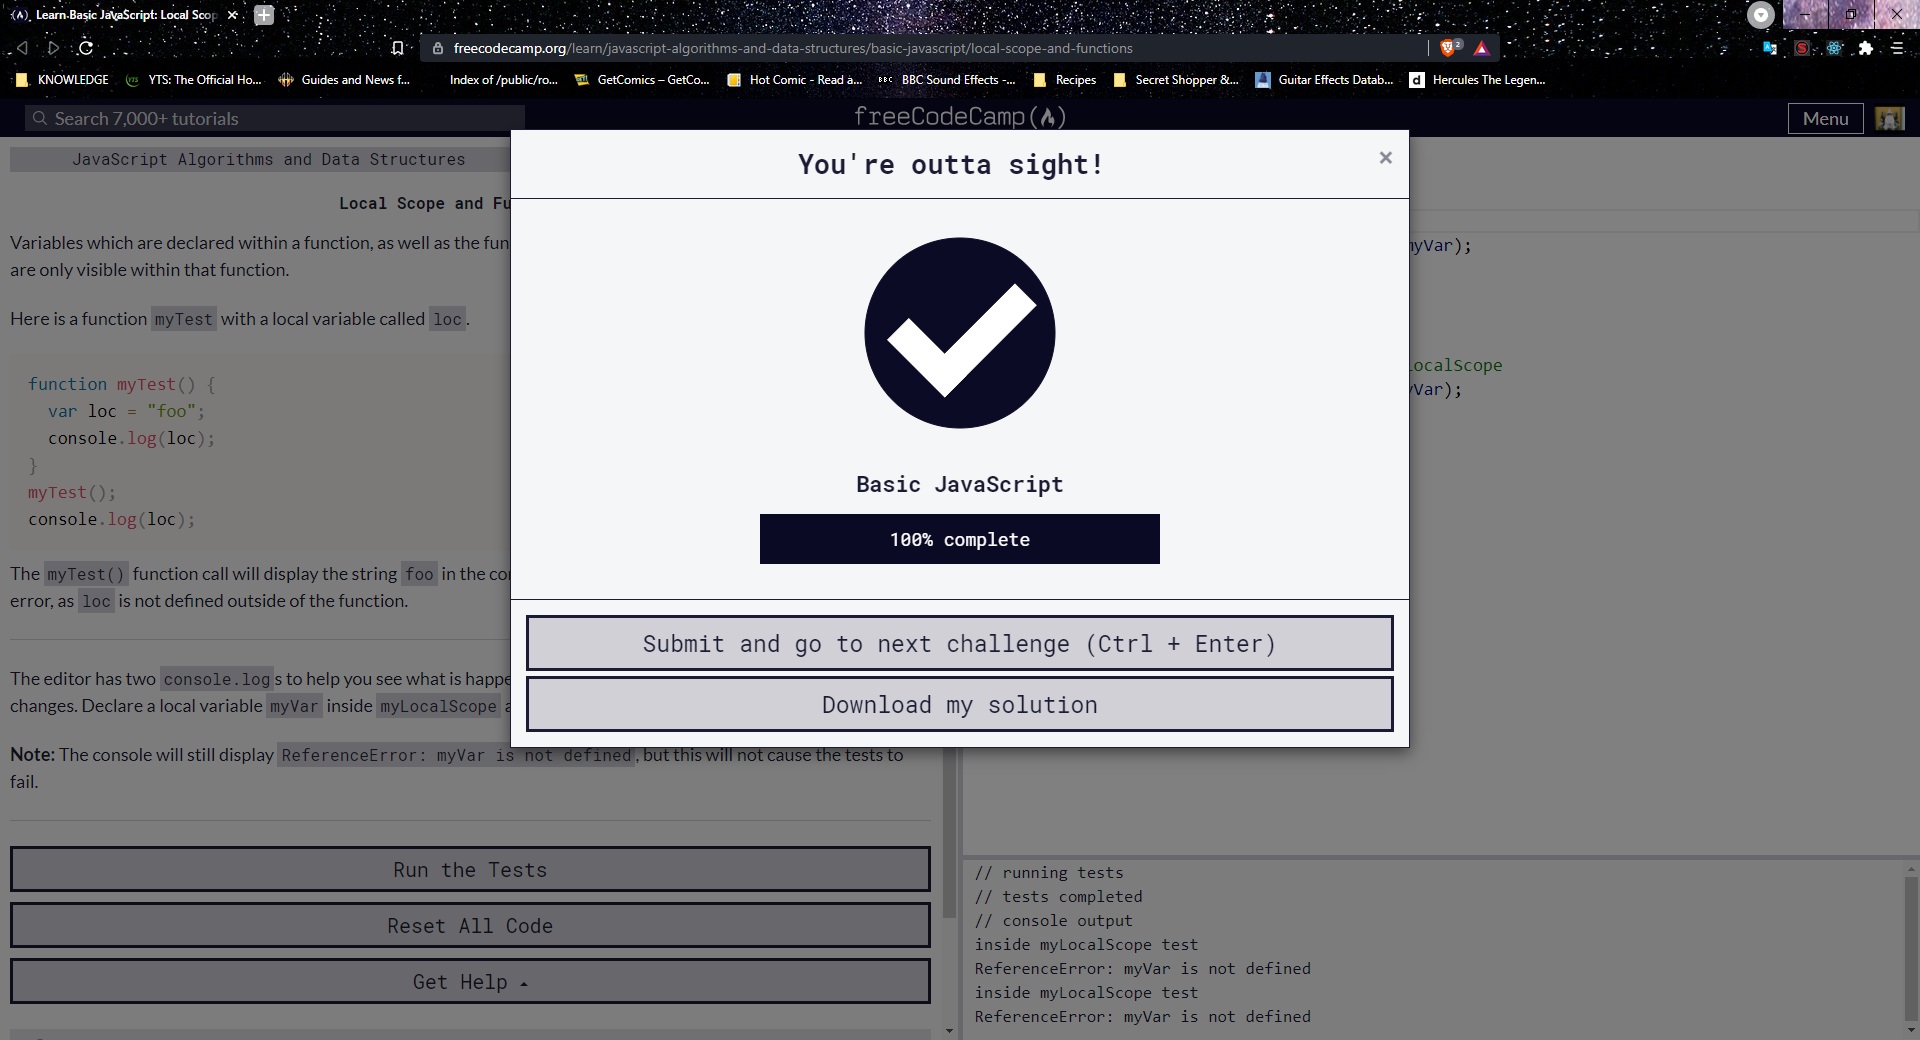 Learn Basic JavaScript: Local Scop
freecodecamp.org/learn/javascript-algorithms-and-data-structures/basic-javascript/local-scope-and-functions
2
KNOWLEDGE
YTS: The Official Ho...
Guides and News f...
Index of /public/ro...
GetComics – GetCo...
Hot Comic - Read a...
BBC BBC Sound Effects -...
Recipes
Secret Shopper &...
Guitar Effects Datab...
d Hercules The Legen...
Search 7,000+ tutorials
freeCodeCamp
Menu
JavaScript Algorithms and Data Structures
Local Scope and Fu
Variables which are declared within a function, as well as the fun
are only visible within that function.
Here is a function myTest with a local variable called loc.
function myTest() {
var loc = "foo";
console.log(loc);
}
myTest();
console.log(loc);
The myTest() function call will display the string foo in the co
error, as loc is not defined outside of the function.
The editor has two console.logs to help you see what is happe
changes. Declare a local variable myVar inside myLocalScope a
Note: The console will still display ReferenceError: myVar is not defined, but this will not cause the tests to
fail.
Run the Tests
Reset All Code
Get Help
You're outta sight!
×
Basic JavaScript
100% complete
Submit and go to next challenge (Ctrl + Enter)
Download my solution
myVar);
LocalScope
yVar);
// running tests
// tests completed
// console output
inside myLocalScope test
ReferenceError: myVar is not defined
inside myLocalScope test
ReferenceError: myVar is not defined